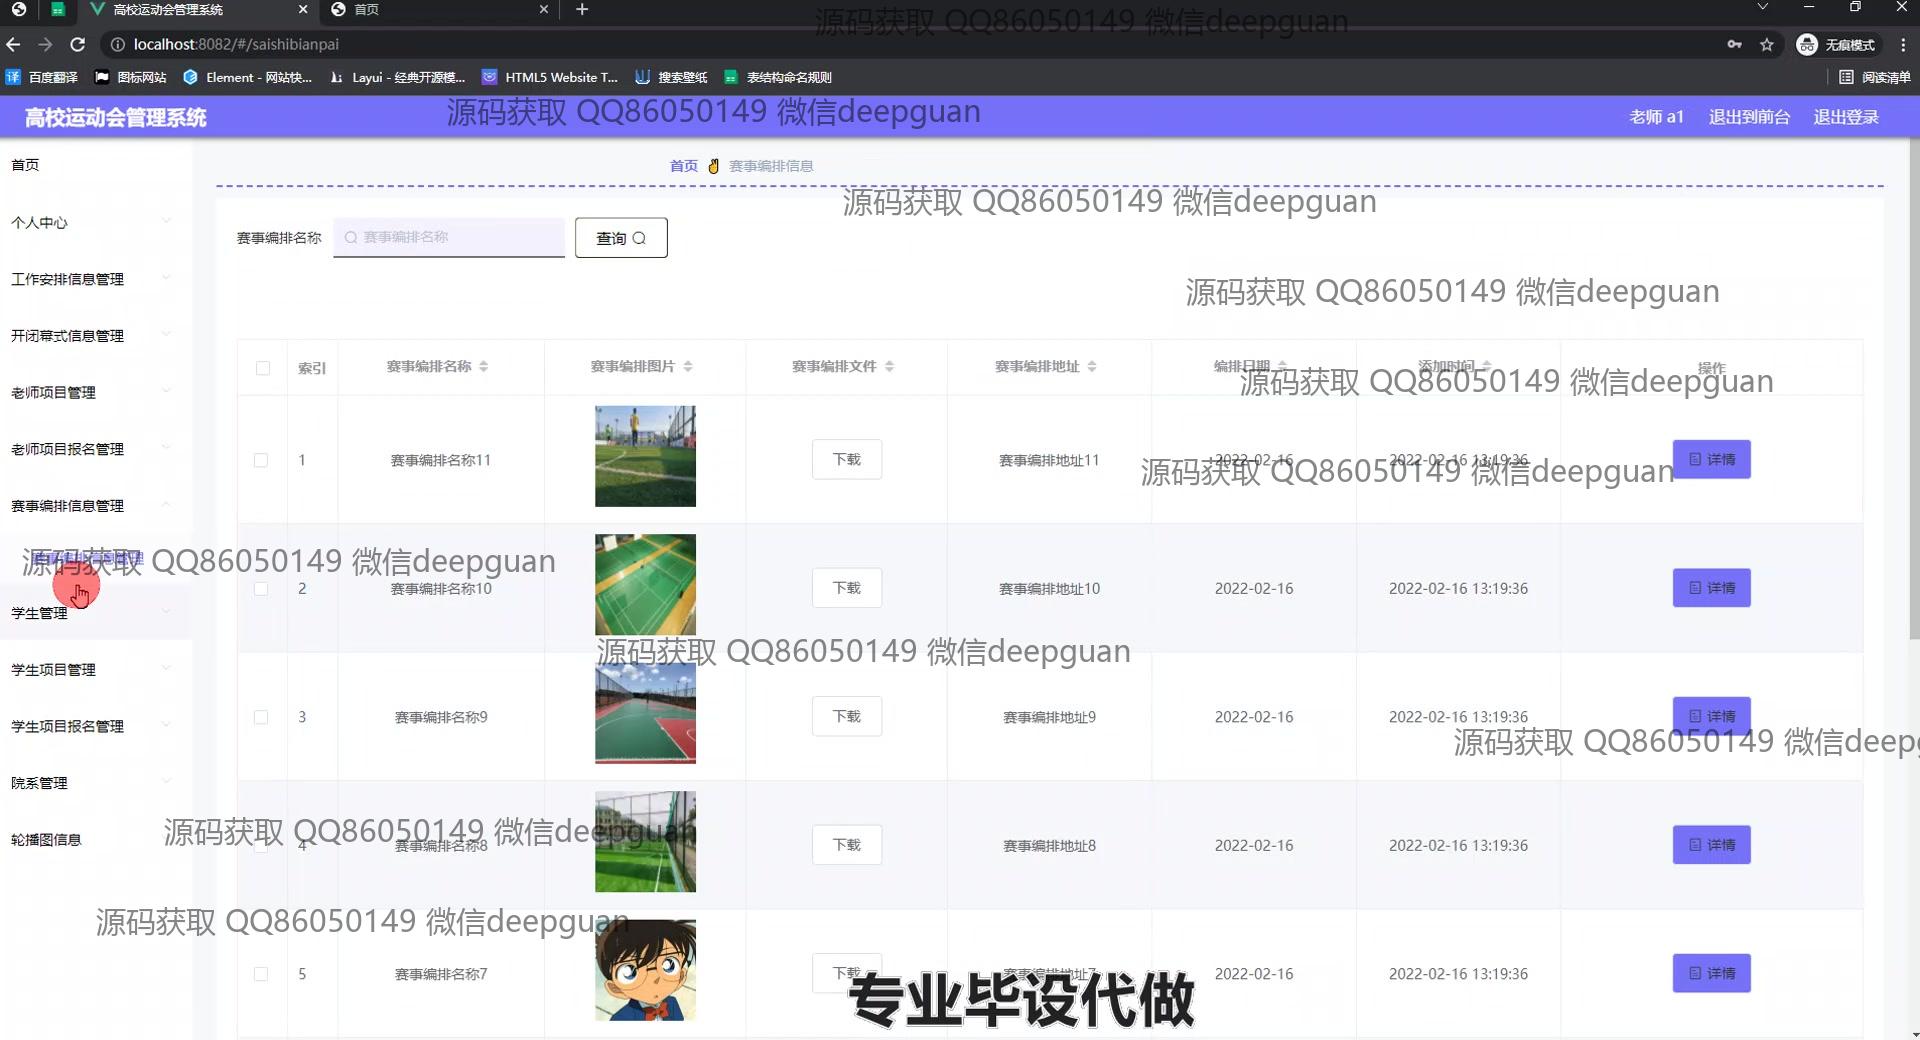 高校运动会管理系统
首页
源码获取 QQ86050149 微信deepguan
localhost:8082/#/saishibianpai
无痕模式
百度翻译
图标网站
Element - 网站快...
Layui - 经典开源模...
HTML5 Website T...
搜索壁纸
表结构命名规则
阅读清单
高校运动会管理系统
源码获取 QQ86050149 微信deepguan
老师 a1
退出到前台
退出登录
首页
个人中心
工作安排信息管理
开闭幕式信息管理
老师项目管理
老师项目报名管理
赛事编排信息管理
赛事编排信息管理
源码获取 QQ86050149 微信deepguan
学生管理
学生项目管理
学生项目报名管理
院系管理
轮播图信息
首页 赛事编排信息
源码获取 QQ86050149 微信deepguan
赛事编排名称 赛事编排名称 查询
源码获取 QQ86050149 微信deepguan
索引 赛事编排名称 赛事编排图片 赛事编排文件 赛事编排地址 编排日期 添加时间 操作
源码获取 QQ86050149 微信deepguan
1 赛事编排名称11 下载 赛事编排地址11 2022-02-16 2022-02-16 13:19:36 详情
源码获取 QQ86050149 微信deepguan
2 赛事编排名称10 下载 赛事编排地址10 2022-02-16 2022-02-16 13:19:36 详情
源码获取 QQ86050149 微信deepguan
3 赛事编排名称9 下载 赛事编排地址9 2022-02-16 2022-02-16 13:19:36 详情
源码获取 QQ86050149 微信deepg
源码获取 QQ86050149 微信deepguan
4 赛事编排名称8 下载 赛事编排地址8 2022-02-16 2022-02-16 13:19:36 详情
源码获取 QQ86050149 微信deepguan
5 赛事编排名称7 下载 赛事编排地址7 2022-02-16 2022-02-16 13:19:36 详情
专业毕设代做